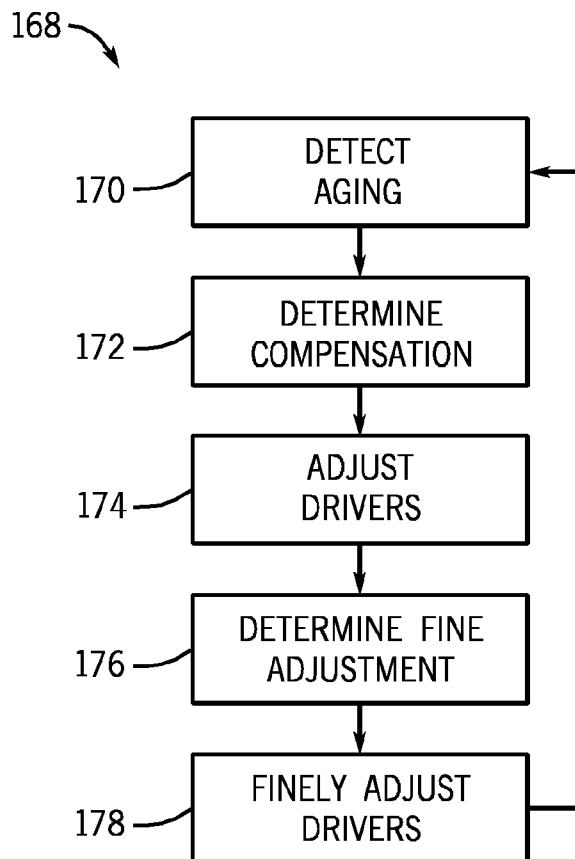 168
DETECT
AGING
170
DETERMINE
COMPENSATION
172
ADJUST
DRIVERS
174
DETERMINE FINE
ADJUSTMENT
176
FINELY ADJUST
DRIVERS
178